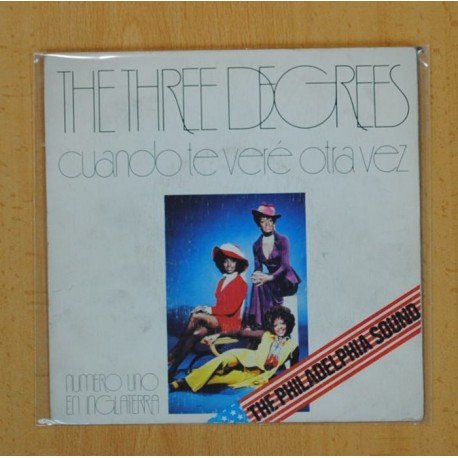 THE THREE DEGREES
cuando te veré otra vez
NUMERO UNO
EN INGLATERRA
THE PHILADELPHIA SOUND